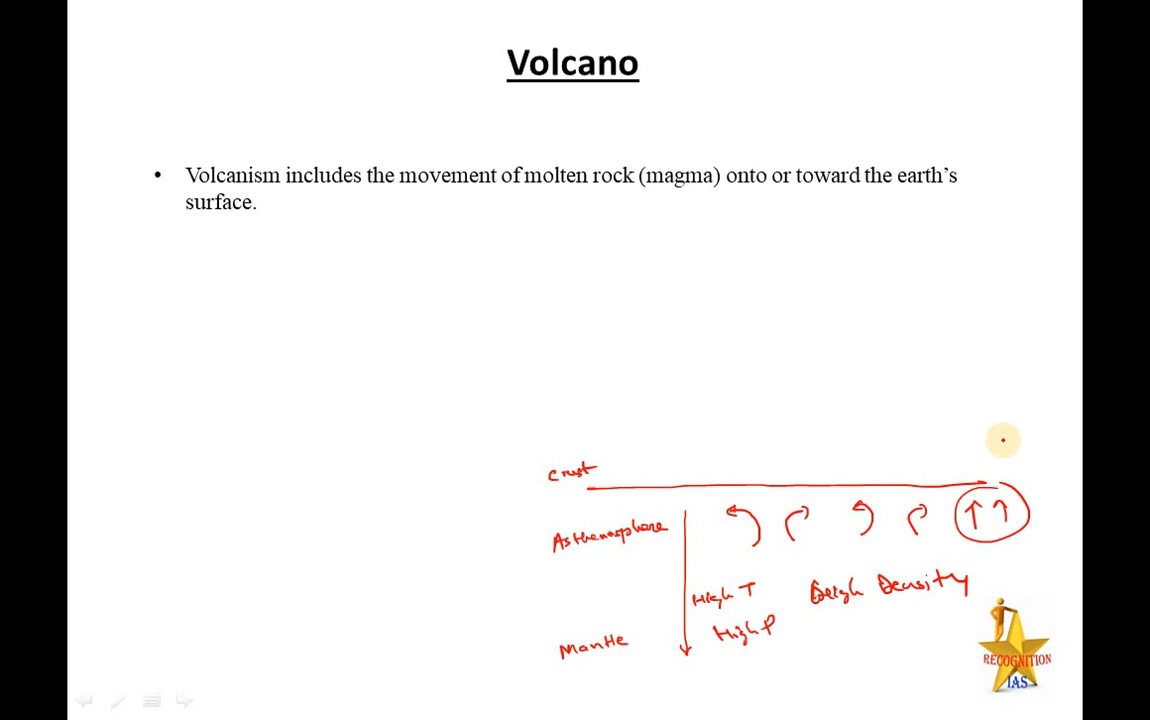 Volcano
• Volcanism includes the movement of molten rock (magma) onto or toward the earth’s
surface.
Crust
Asthenosphere
High T
High Density
High P
Mantle
RECOGNITION
IAS